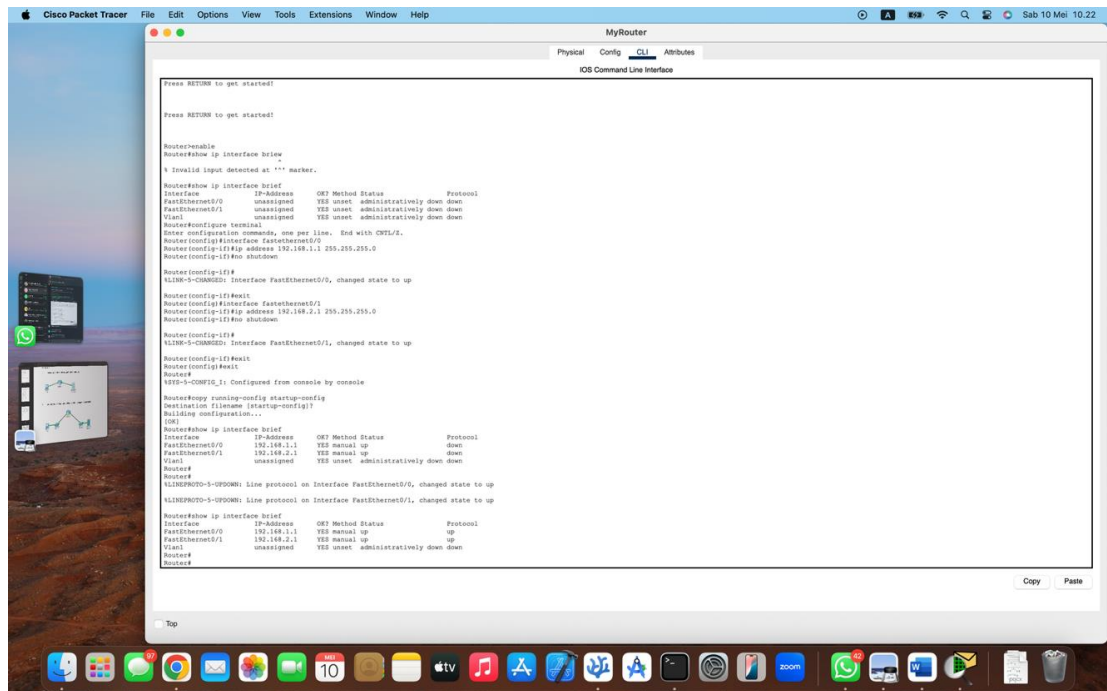 Cisco Packet Tracer File Edit Options View Tools Extensions Window Help Sab 10 Mei 10.22
MyRouter
Physical Config CLI Attributes
IOS Command Line Interface
Press RETURN to get started!
Press RETURN to get started!
Router>enable
Router#show ip interface briew
^
% Invalid input detected at '^' marker.
Router#show ip interface brief
Interface IP-Address OK? Method Status Protocol
FastEthernet0/0 unassigned YES unset administratively down down
FastEthernet0/1 unassigned YES unset administratively down down
Vlan1 unassigned YES unset administratively down down
Router#configure terminal
Enter configuration commands, one per line. End with CNTL/Z.
Router(config)#interface fastethernet0/0
Router(config-if)#ip address 192.168.1.1 255.255.255.0
Router(config-if)#no shutdown
Router(config-if)#
%LINK-5-CHANGED: Interface FastEthernet0/0, changed state to up
Router(config-if)#exit
Router(config)#interface fastethernet0/1
Router(config-if)#ip address 192.168.2.1 255.255.255.0
Router(config-if)#no shutdown
Router(config-if)#
%LINK-5-CHANGED: Interface FastEthernet0/1, changed state to up
Router(config-if)#exit
Router(config)#exit
Router#
%SYS-5-CONFIG_I: Configured from console by console
Router#copy running-config startup-config
Destination filename [startup-config]?
Building configuration...
[OK]
Router#show ip interface brief
Interface IP-Address OK? Method Status Protocol
FastEthernet0/0 192.168.1.1 YES manual up down
FastEthernet0/1 192.168.2.1 YES manual up down
Vlan1 unassigned YES unset administratively down down
Router#
Router#
%LINEPROTO-5-UPDOWN: Line protocol on Interface FastEthernet0/0, changed state to up
%LINEPROTO-5-UPDOWN: Line protocol on Interface FastEthernet0/1, changed state to up
Router#show ip interface brief
Interface IP-Address OK? Method Status Protocol
FastEthernet0/0 192.168.1.1 YES manual up up
FastEthernet0/1 192.168.2.1 YES manual up up
Vlan1 unassigned YES unset administratively down down
Router#
Router#
Copy Paste
Top
97
MEI
10
tv
zoom
42
W